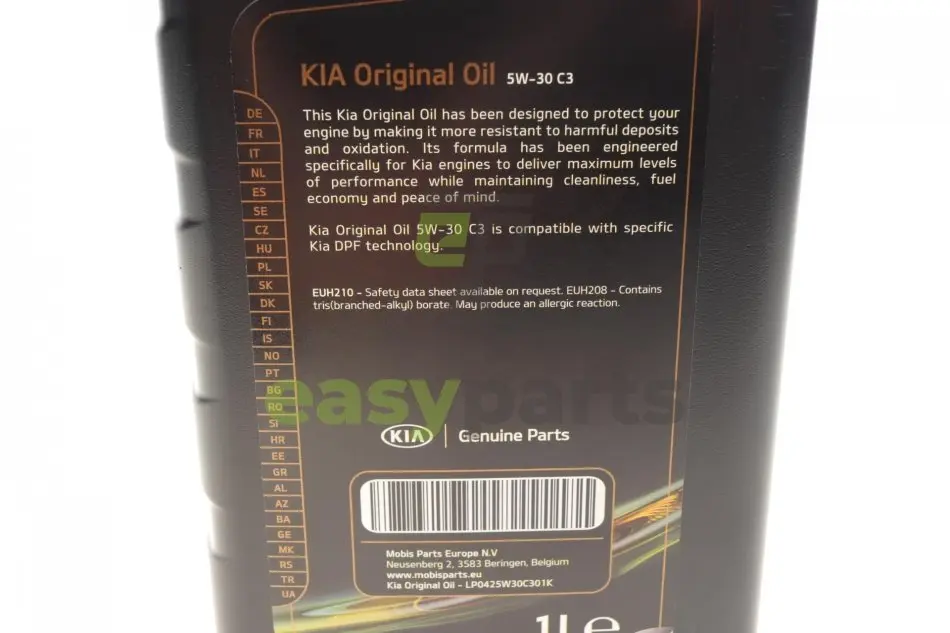 KIA Original Oil 5W-30 C3
This Kia Original Oil has been designed to protect your
engine by making it more resistant to harmful deposits
and oxidation. Its formula has been engineered
specifically for Kia engines to deliver maximum levels
of performance while maintaining cleanliness, fuel
economy and peace of mind.
Kia Original Oil 5W-30 C3 is compatible with specific
Kia DPF technology.
EUH210 - Safety data sheet available on request. EUH208 - Contains
tris(branched-alkyl) borate. May produce an allergic reaction.
DE
FR
IT
NL
ES
SE
CZ
HU
PL
SK
DK
FI
IS
NO
PT
BG
RO
SI
HR
EE
GR
AL
AZ
BA
GE
MK
RS
TR
UA
easyparts
KIA | Genuine Parts
Mobis Parts Europe N.V
Neusenberg 2, 3583 Beringen, Belgium
www.mobisparts.eu
Kia Original Oil - LP0425W30C301K
1L e